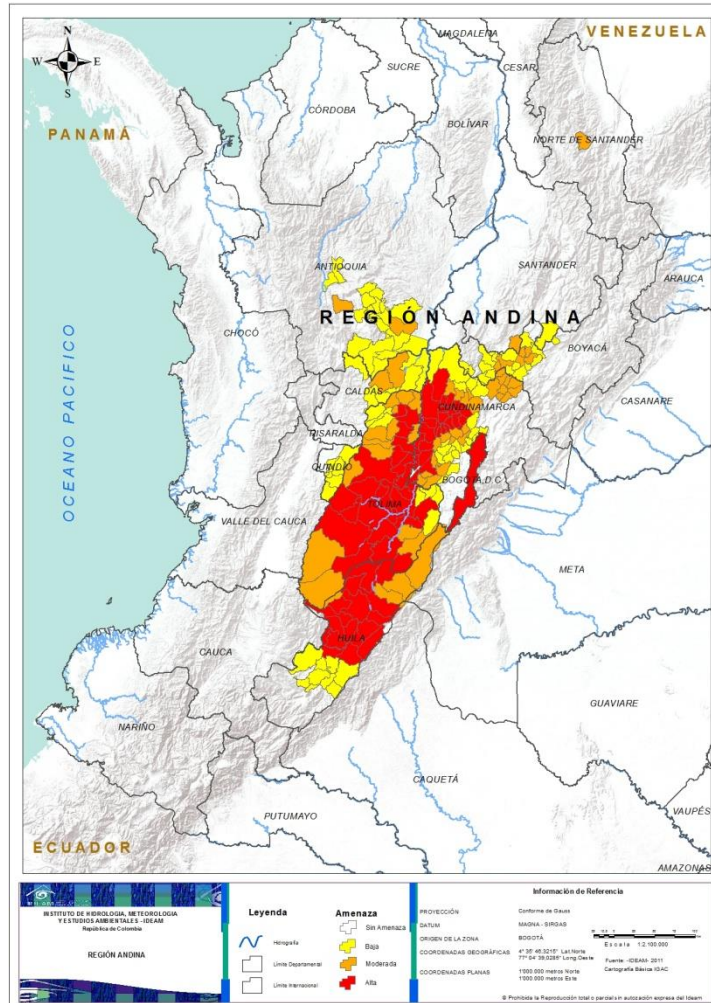 VENEZUELA
MAGDALENA
CESAR
SUCRE
N
W
E
S
CÓRDOBA
BOLÍVAR
PANAMÁ
NORTE DE SANTANDER
ANTIOQUIA
SANTANDER
ARAUCA
REGIÓN ANDINA
CHOCÓ
BOYACÁ
OCEANO PACIFICO
CALDAS
CUNDINAMARCA
CASANARE
RISARALDA
QUINDÍO
BOGOTA D.C
TOLIMA
VALLE DEL CAUCA
META
HUILA
CAUCA
GUAVIARE
NARIÑO
CAQUETÁ
VAUPÉS
PUTUMAYO
ECUADOR
AMAZONAS
INSTITUTO DE HIDROLOGIA, METEOROLOGIA
Y ESTUDIOS AMBIENTALES - IDEAM
República de Colombia
REGIÓN ANDINA
Leyenda
Hidrografía
Límite Departamental
Límite Internacional
Amenaza
Sin Amenaza
Baja
Moderada
Alta
Información de Referencia
PROYECCIÓN Conforme de Gauss
DATUM MAGNA - SIRGAS
ORIGEN DE LA ZONA BOGOTÁ
COORDENADAS GEOGRÁFICAS 4° 35' 46,3215" Lat.Norte
77° 04' 39,0285" Long.Oeste
COORDENADAS PLANAS 1'000.000 metros Norte
1'000.000 metros Este
Escala 1:2.100.000
Fuente: -IDEAM- 2011
Cartografía Básica IGAC
© Prohibida la Reproducción total o parcial sin autorización expresa del Ideam